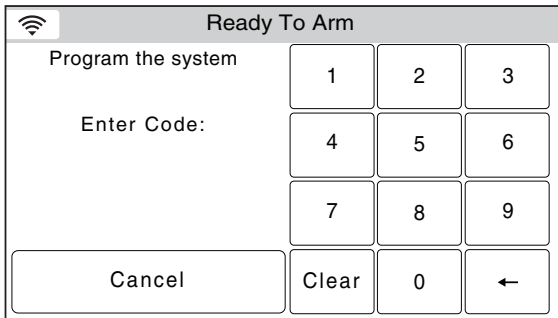 Ready To Arm
Program the system
Enter Code:
1 2 3
4 5 6
7 8 9
Cancel Clear 0 ←